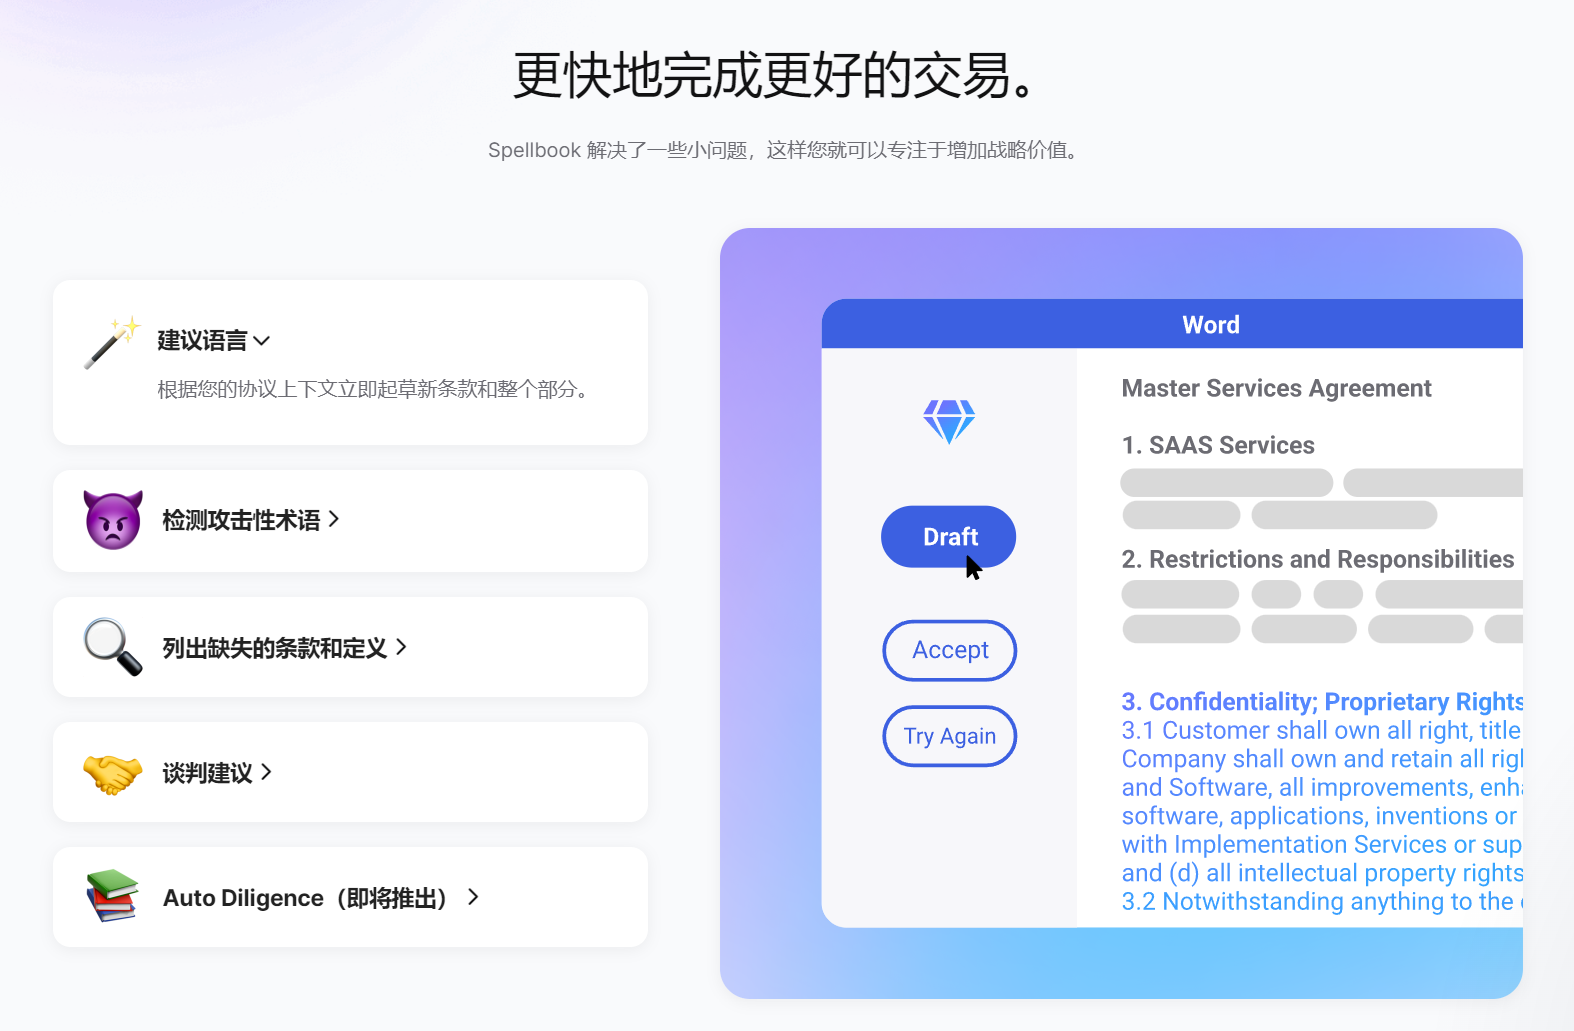 更快地完成更好的交易。
Spellbook 解决了一些小问题，这样您就可以专注于增加战略价值。
建议语言
根据您的协议上下文立即起草新条款和整个部分。
检测攻击性术语
列出缺失的条款和定义
谈判建议
Auto Diligence（即将推出）
Word
Draft
Accept
Try Again
Master Services Agreement
1. SAAS Services
2. Restrictions and Responsibilities
3. Confidentiality; Proprietary Rights
3.1 Customer shall own all right, title
Company shall own and retain all
and Software, all improvements,
software, applications, inventions or
with Implementation Services or
and (d) all intellectual property rights
3.2 Notwithstanding anything to the